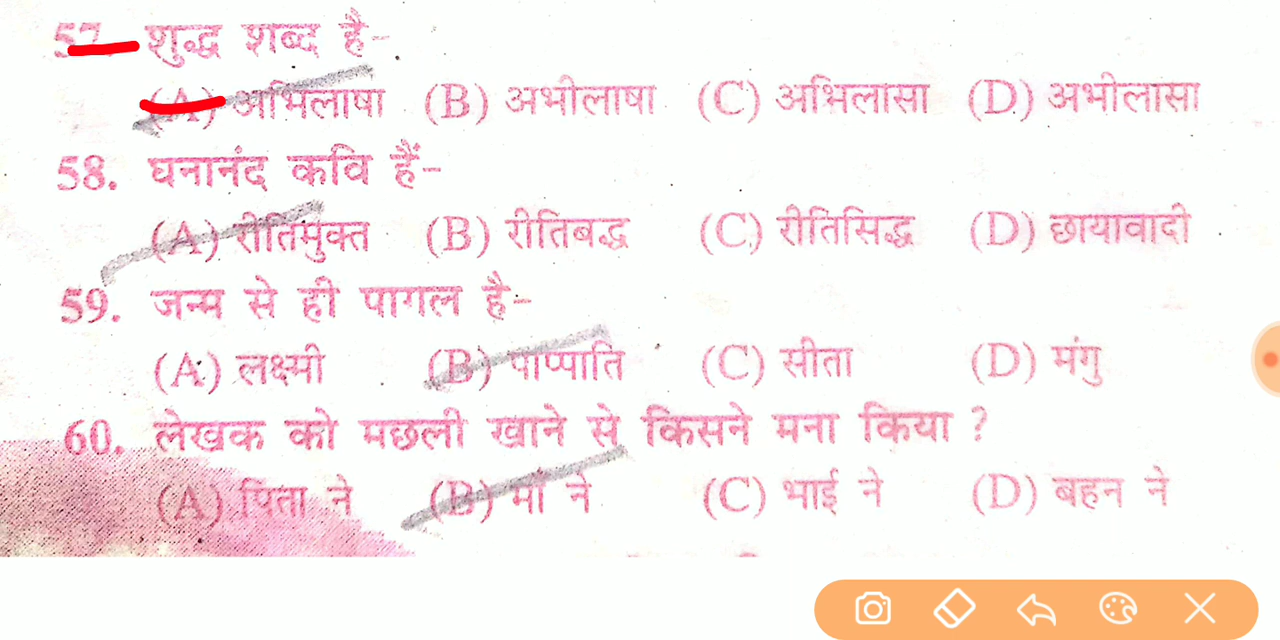 57. शुद्ध शब्द है-
(A) अभिलाषा (B) अभीलाषा (C) अभिलासा (D) अभीलासा
58. घनानंद कवि हैं-
(A) रीतिमुक्त (B) रीतिबद्ध (C) रीतिसिद्ध (D) छायावादी
59. जन्म से ही पागल है-
(A) लक्ष्मी (B) पाप्पाति (C) सीता (D) मंगु
60. लेखक को मछली खाने से किसने मना किया ?
(A) पिता ने (B) माँ ने (C) भाई ने (D) बहन ने